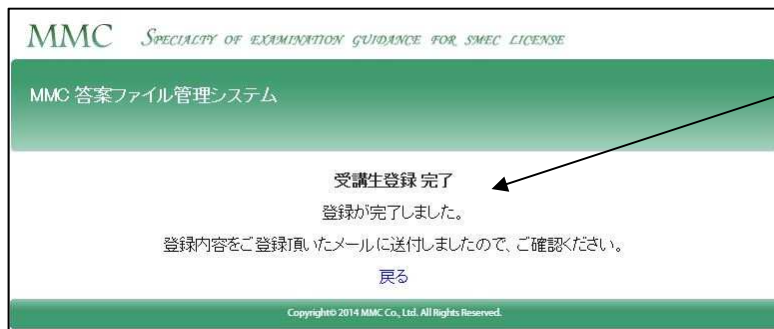 MMC SPECIALTY OF EXAMINATION GUIDANCE FOR SMEC LICENSE
MMC 答案ファイル管理システム
受講生登録 完了
登録が完了しました。
登録内容をご登録頂いたメールに送付しましたので、ご確認ください。
戻る
Copyright© 2014 MMC Co., Ltd. All Rights Reserved.